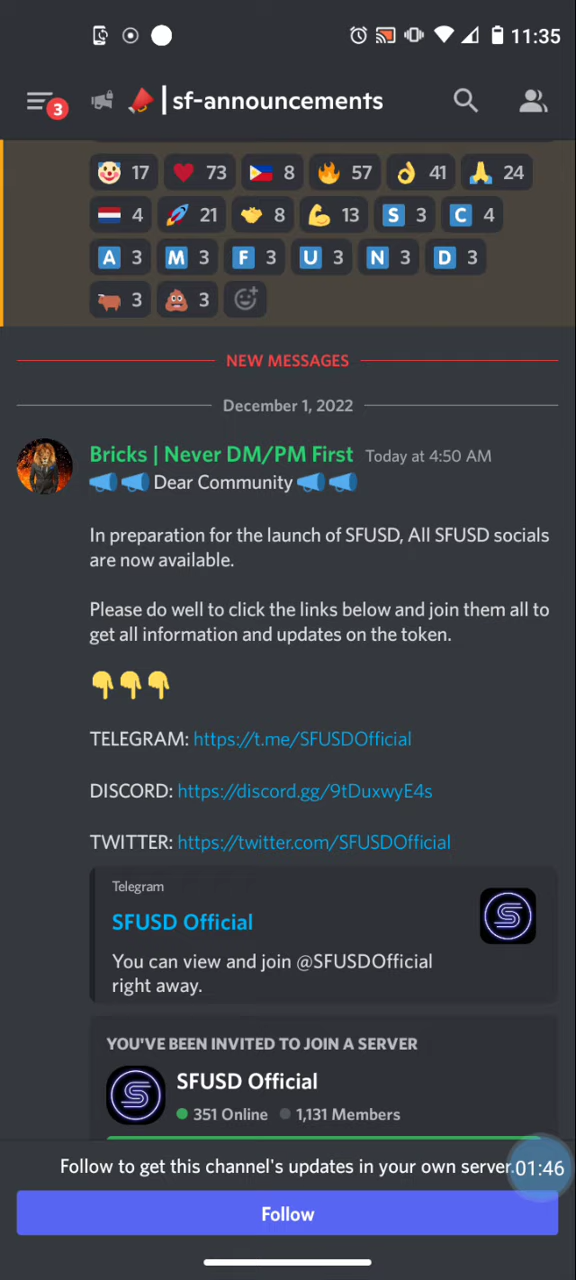 11:35
3
sf-announcements
17 73 8 57 41 24
4 21 8 13 S 3 C 4
A 3 M 3 F 3 U 3 N 3 D 3
3 3
NEW MESSAGES
December 1, 2022
Bricks | Never DM/PM First Today at 4:50 AM
Dear Community
In preparation for the launch of SFUSD, All SFUSD socials
are now available.
Please do well to click the links below and join them all to
get all information and updates on the token.
TELEGRAM: https://t.me/SFUSDOfficial
DISCORD: https://discord.gg/9tDuxwyE4s
TWITTER: https://twitter.com/SFUSDOfficial
Telegram
SFUSD Official
You can view and join @SFUSDOfficial
right away.
YOU'VE BEEN INVITED TO JOIN A SERVER
SFUSD Official
351 Online 1,131 Members
Follow to get this channel's updates in your own server.
01:46
Follow